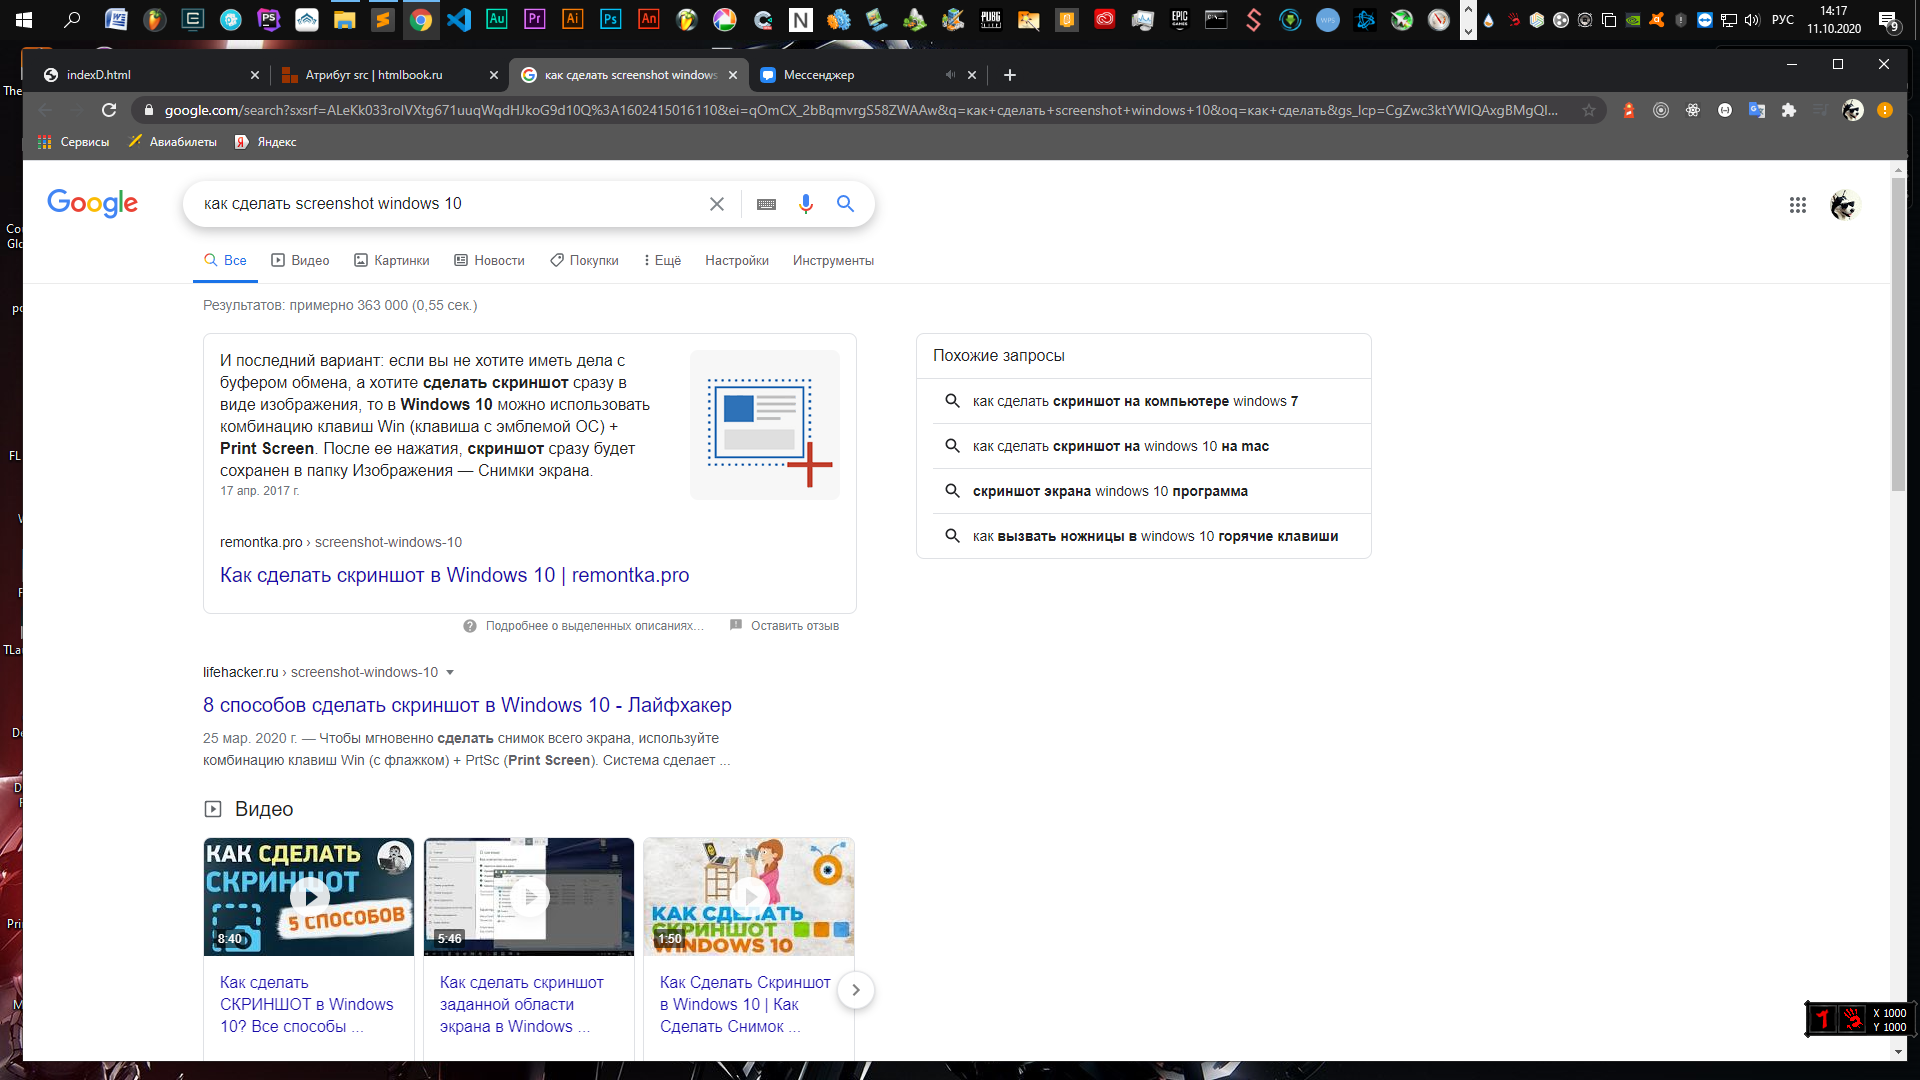 РУС
14:17
11.10.2020
9
indexD.html
Атрибут src | htmlbook.ru
как сделать screenshot windows
Мессенджер
google.com/search?sxsrf=ALeKk033rolVXtg671uuqWqdHJkoG9d10Q%3A1602415016110&ei=qOmCX_2bBqmvrgS58ZWAAw&q=как+сделать+screenshot+windows+10&oq=как+сделать&gs_lcp=CgZwc3ktYWIQAxgBMgQI...
Сервисы
Авиабилеты
Яндекс
Google
как сделать screenshot windows 10
Все
Видео
Картинки
Новости
Покупки
Ещё
Настройки
Инструменты
Результатов: примерно 363 000 (0,55 сек.)
И последний вариант: если вы не хотите иметь дела с
буфером обмена, а хотите сделать скриншот сразу в
виде изображения, то в Windows 10 можно использовать
комбинацию клавиш Win (клавиша с эмблемой ОС) +
Print Screen. После ее нажатия, скриншот сразу будет
сохранен в папку Изображения — Снимки экрана.
17 апр. 2017 г.
remontka.pro › screenshot-windows-10
Как сделать скриншот в Windows 10 | remontka.pro
Подробнее о выделенных описаниях...
Оставить отзыв
Похожие запросы
как сделать скриншот на компьютере windows 7
как сделать скриншот на windows 10 на mac
скриншот экрана windows 10 программа
как вызвать ножницы в windows 10 горячие клавиши
lifehacker.ru › screenshot-windows-10
8 способов сделать скриншот в Windows 10 - Лайфхакер
25 мар. 2020 г. — Чтобы мгновенно сделать снимок всего экрана, используйте
комбинацию клавиш Win (с флажком) + PrtSc (Print Screen). Система сделает ...
Видео
КАК СДЕЛАТЬ
СКРИНШОТ
5 СПОСОБОВ
8:40
5:46
КАК СДЕЛАТЬ
СКРИНШОТ
WINDOWS 10
1:50
Как сделать
СКРИНШОТ в Windows
10? Все способы ...
Как сделать скриншот
заданной области
экрана в Windows ...
Как Сделать Скриншот
в Windows 10 | Как
Сделать Снимок ...
X 1000
Y 1000